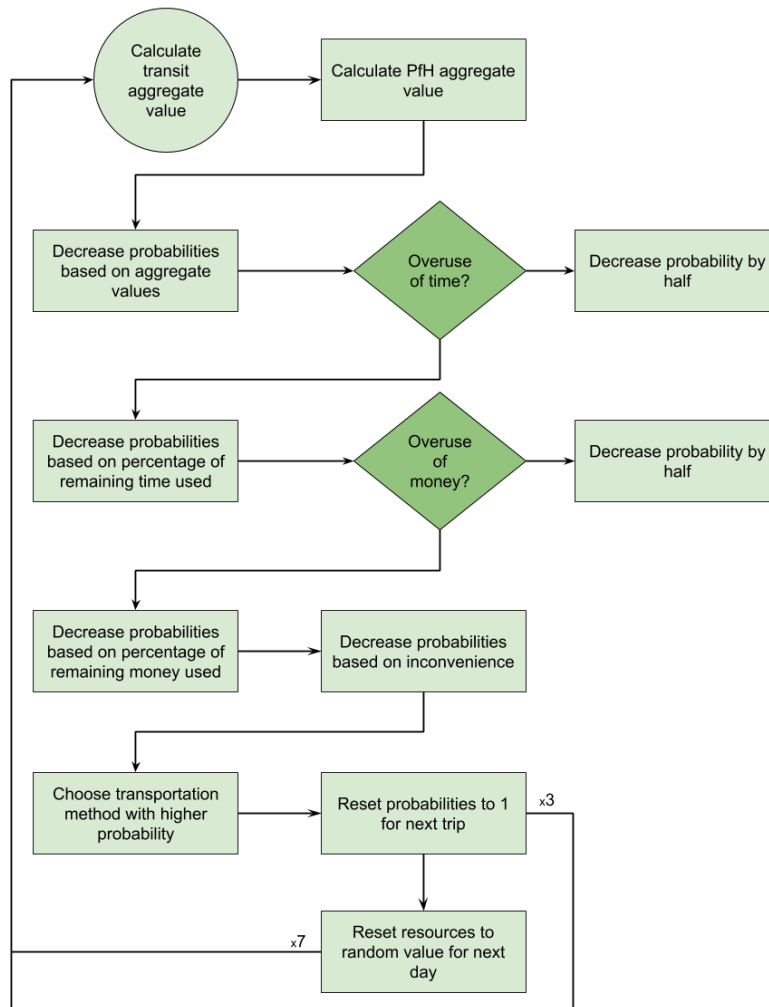 Calculate
transit
aggregate
value
Calculate PfH aggregate
value
Decrease probabilities
based on aggregate
values
Overuse
of time?
Decrease probability by
half
Decrease probabilities
based on percentage of
remaining time used
Overuse
of
money?
Decrease probability by
half
Decrease probabilities
based on percentage of
remaining money used
Decrease probabilities
based on inconvenience
Choose transportation
method with higher
probability
Reset probabilities to 1
for next trip
x3
x7
Reset resources to
random value for next
day